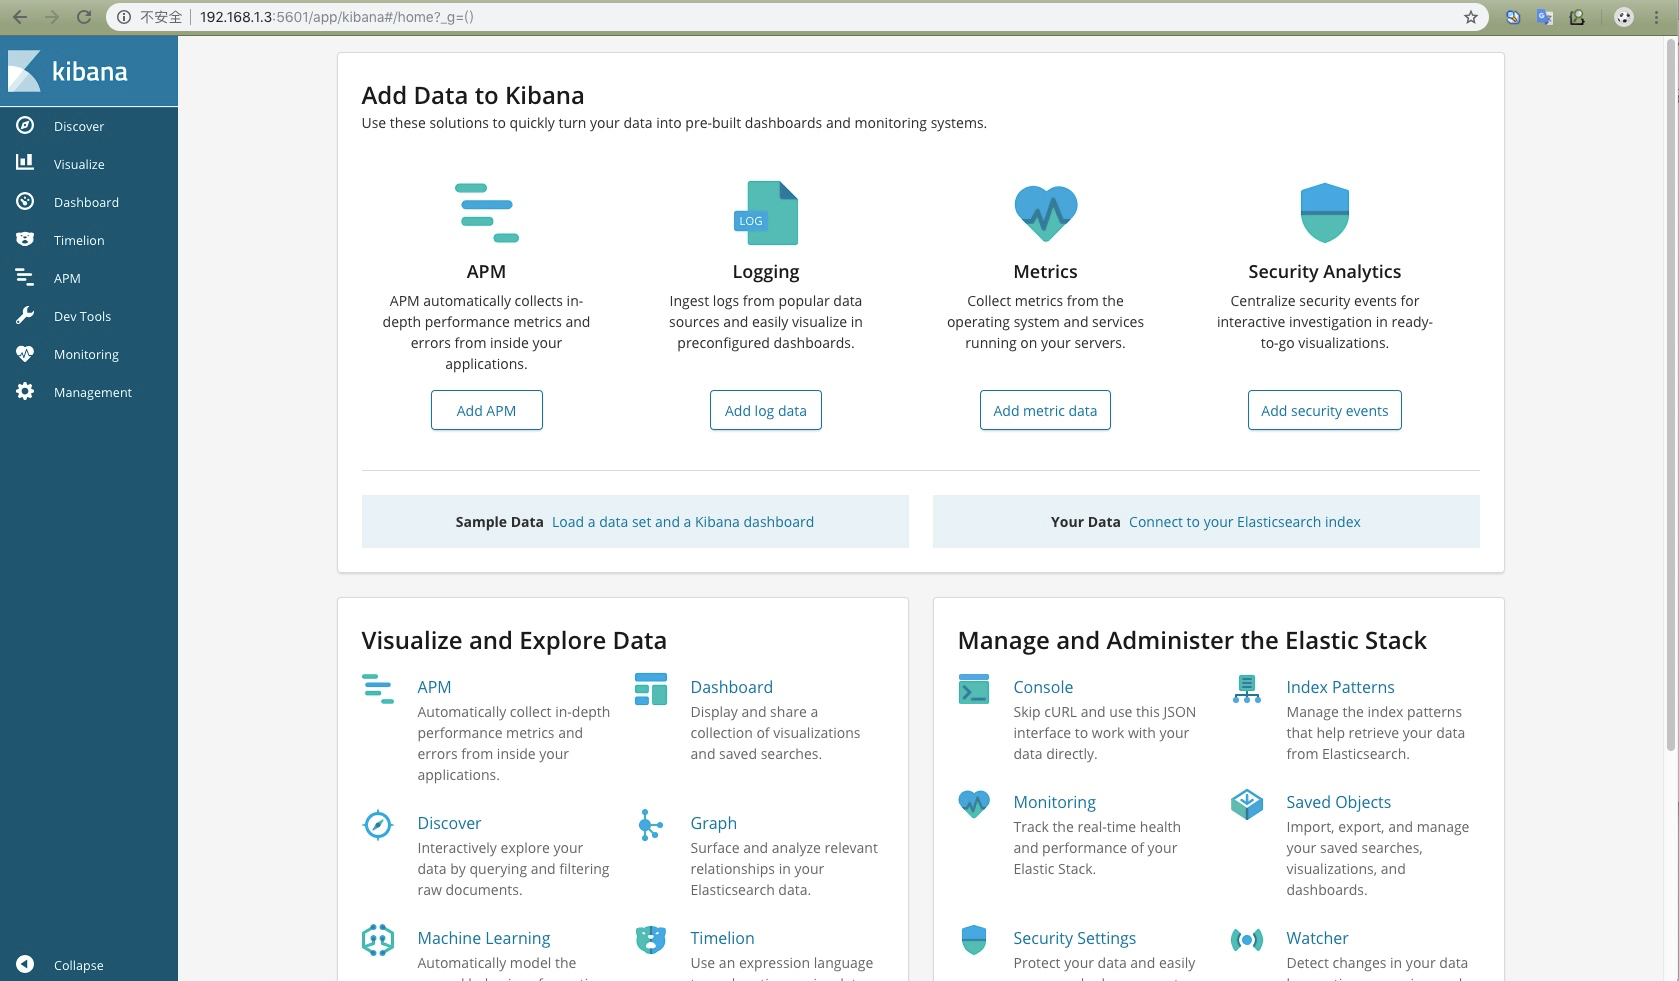 不安全
192.168.1.3:5601/app/kibana#/home?_g=()
kibana
Discover
Visualize
Dashboard
Timelion
APM
Dev Tools
Monitoring
Management
Collapse
Add Data to Kibana
Use these solutions to quickly turn your data into pre-built dashboards and monitoring systems.
APM
APM automatically collects in-
depth performance metrics and
errors from inside your
applications.
Add APM
LOG
Logging
Ingest logs from popular data
sources and easily visualize in
preconfigured dashboards.
Add log data
Metrics
Collect metrics from the
operating system and services
running on your servers.
Add metric data
Security Analytics
Centralize security events for
interactive investigation in ready-
to-go visualizations.
Add security events
Sample Data Load a data set and a Kibana dashboard
Your Data Connect to your Elasticsearch index
Visualize and Explore Data
APM
Automatically collect in-depth
performance metrics and
errors from inside your
applications.
Dashboard
Display and share a
collection of visualizations
and saved searches.
Discover
Interactively explore your
data by querying and filtering
raw documents.
Graph
Surface and analyze relevant
relationships in your
Elasticsearch data.
Machine Learning
Automatically model the
Timelion
Use an expression language
Manage and Administer the Elastic Stack
Console
Skip cURL and use this JSON
interface to work with your
data directly.
Index Patterns
Manage the index patterns
that help retrieve your data
from Elasticsearch.
Monitoring
Track the real-time health
and performance of your
Elastic Stack.
Saved Objects
Import, export, and manage
your saved searches,
visualizations, and
dashboards.
Security Settings
Protect your data and easily
Watcher
Detect changes in your data